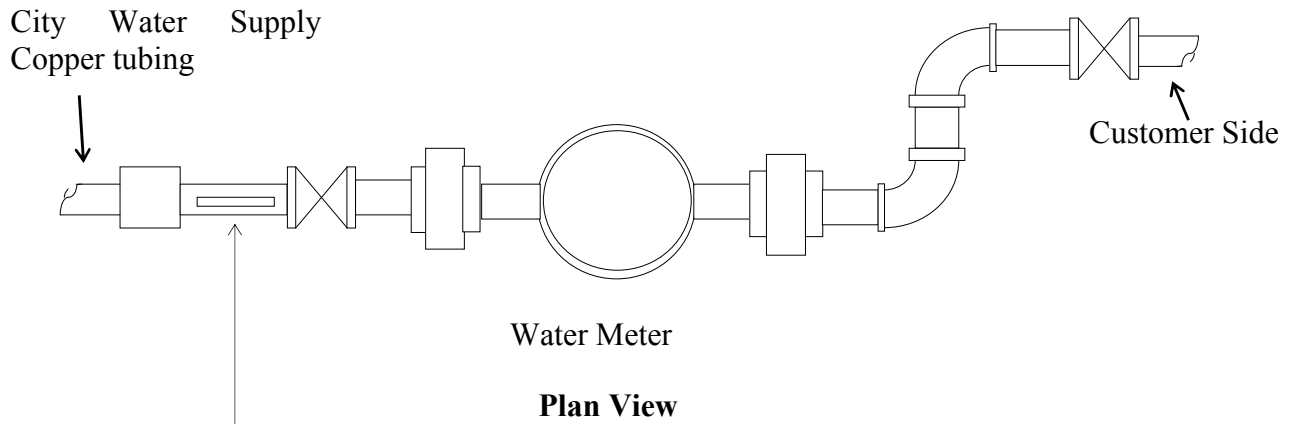 City Water Supply
Copper tubing
Customer Side
Water Meter
Plan View